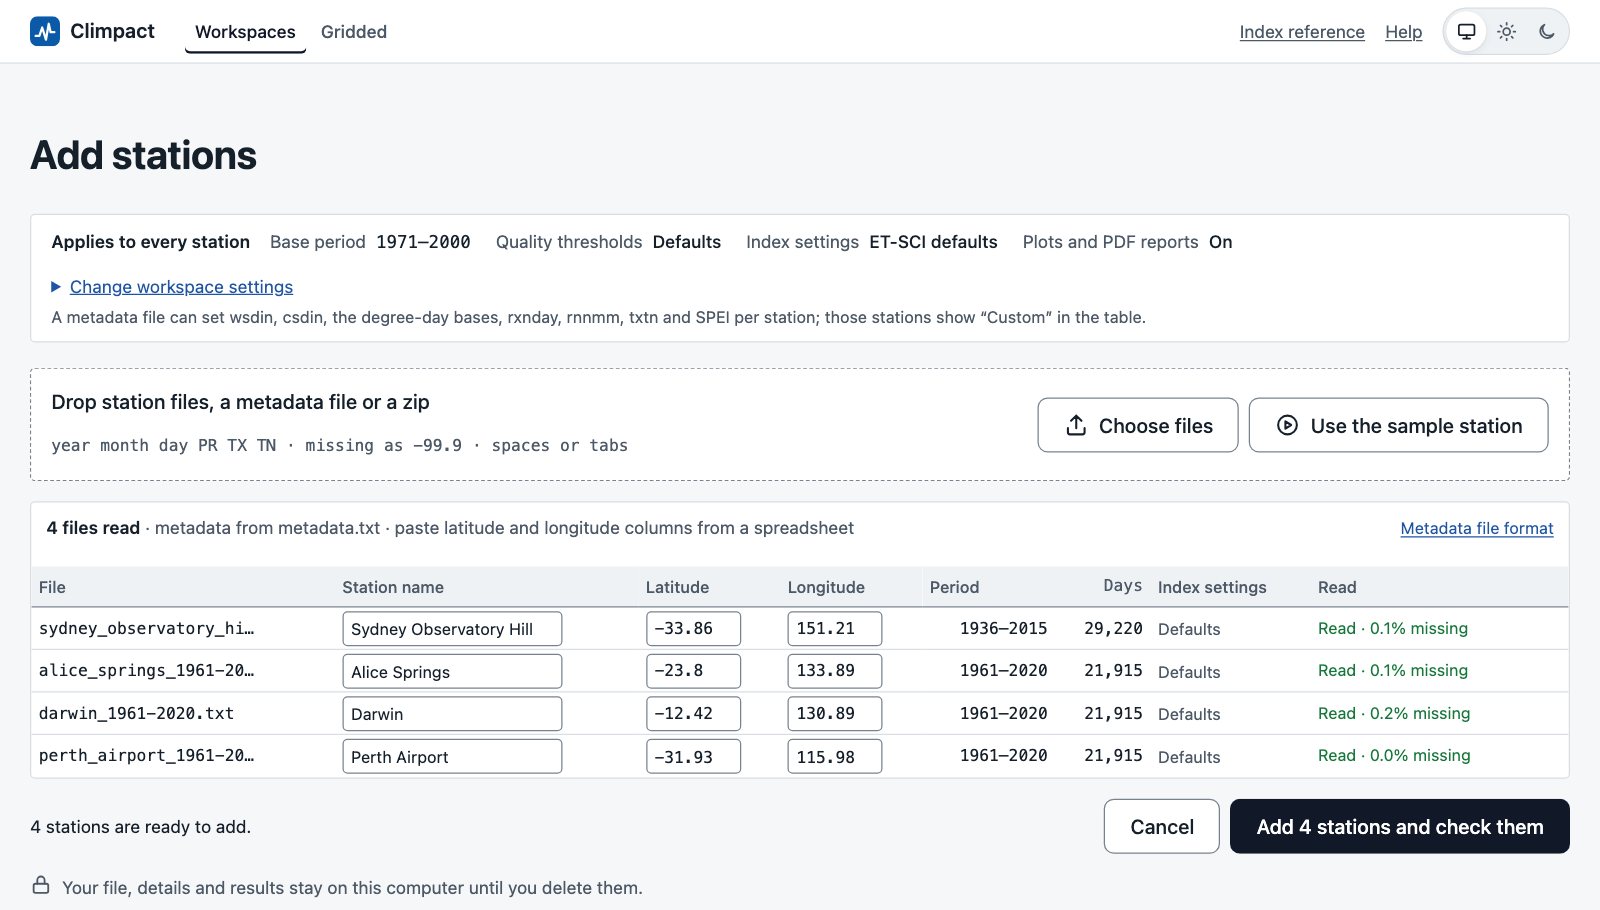 Climpact Workspaces Gridded Index reference Help
Add stations
Applies to every station Base period 1971–2000 Quality thresholds Defaults Index settings ET-SCI defaults Plots and PDF reports On
Change workspace settings
A metadata file can set wsdin, csdin, the degree-day bases, rxnday, rnnmm, txtn and SPEI per station; those stations show “Custom” in the table.
Drop station files, a metadata file or a zip
year month day PR TX TN · missing as −99.9 · spaces or tabs
Choose files Use the sample station
4 files read · metadata from metadata.txt · paste latitude and longitude columns from a spreadsheet Metadata file format
File Station name Latitude Longitude Period Days Index settings Read
sydney_observatory_hi… Sydney Observatory Hill −33.86 151.21 1936–2015 29,220 Defaults Read · 0.1% missing
alice_springs_1961-20… Alice Springs −23.8 133.89 1961–2020 21,915 Defaults Read · 0.1% missing
darwin_1961-2020.txt Darwin −12.42 130.89 1961–2020 21,915 Defaults Read · 0.2% missing
perth_airport_1961-20… Perth Airport −31.93 115.98 1961–2020 21,915 Defaults Read · 0.0% missing
4 stations are ready to add. Cancel Add 4 stations and check them
Your file, details and results stay on this computer until you delete them.